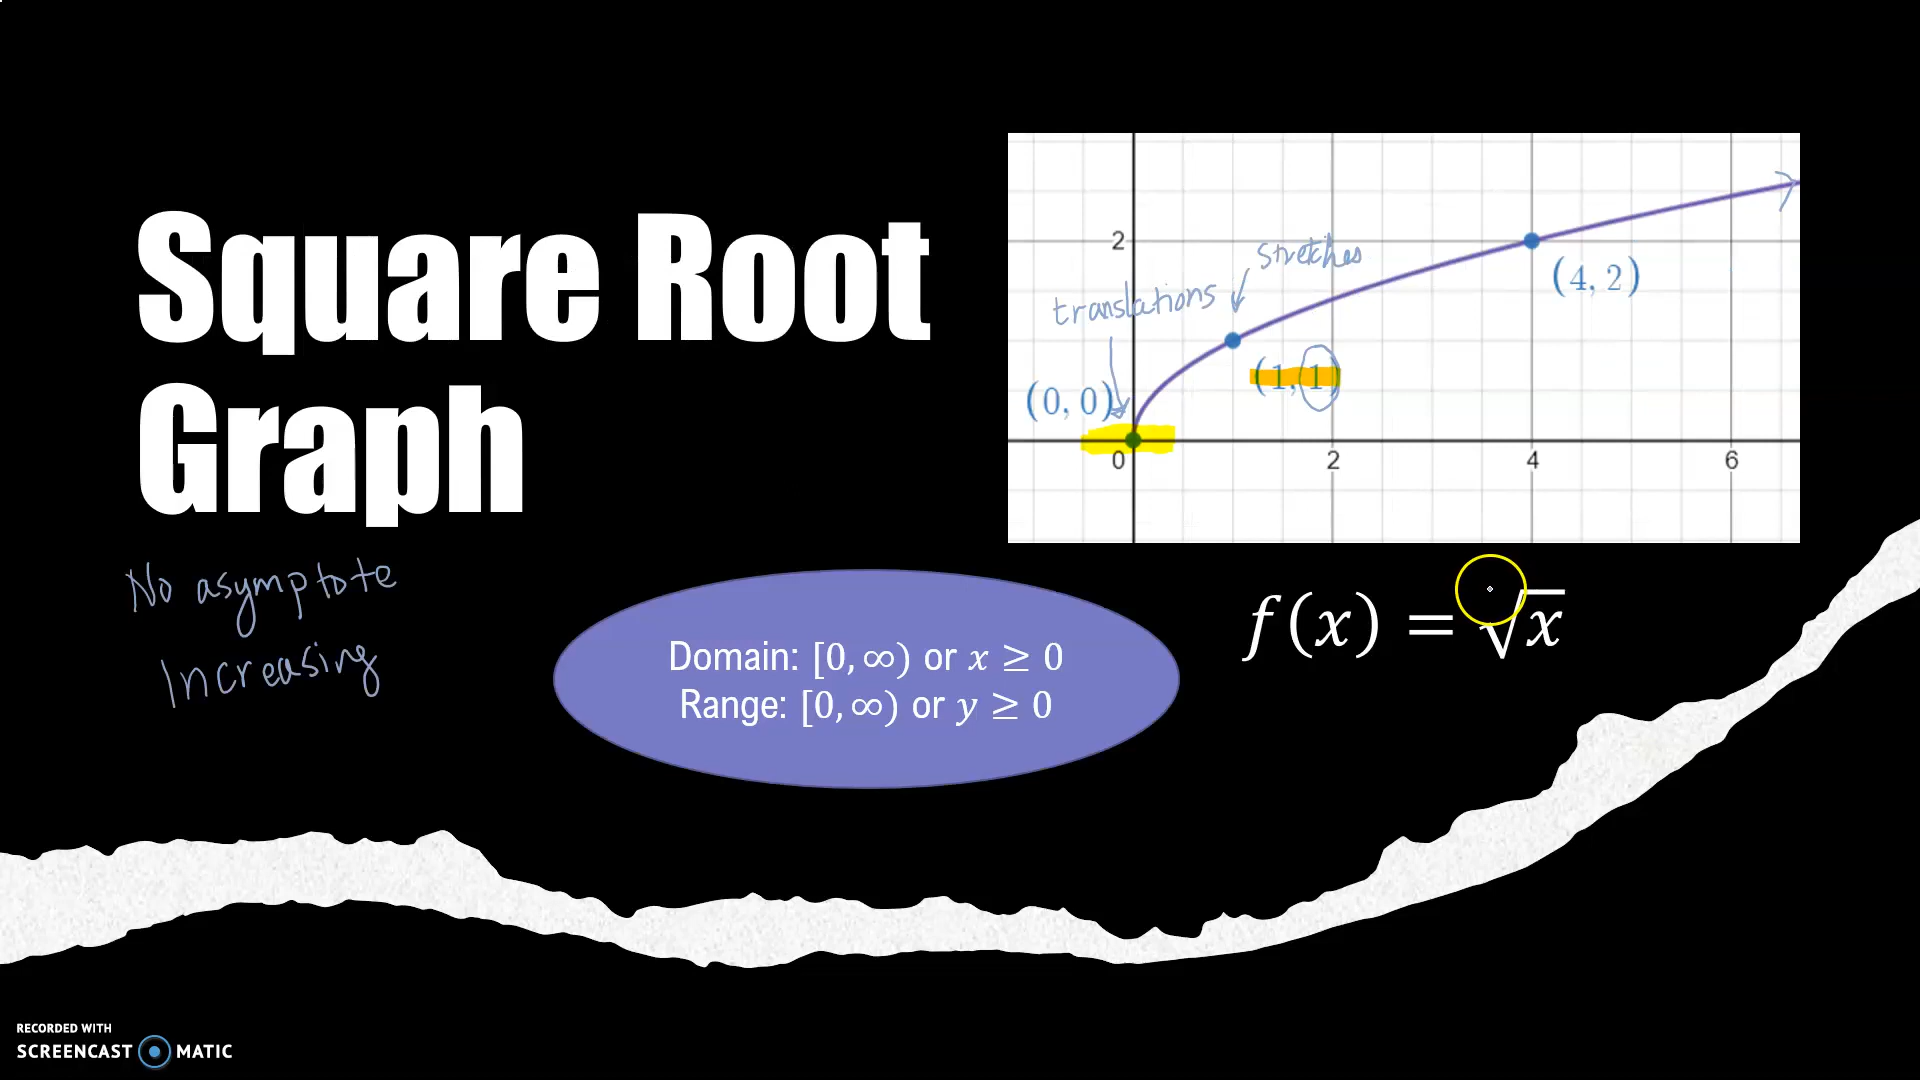 Square Root
Graph
No asymptote
Increasing
2
stretches
translations
(4, 2)
(1, 1)
(0, 0)
0
2
4
6
f(x) = √x
Domain: [0, ∞) or x ≥ 0
Range: [0, ∞) or y ≥ 0
RECORDED WITH
SCREENCAST MATIC